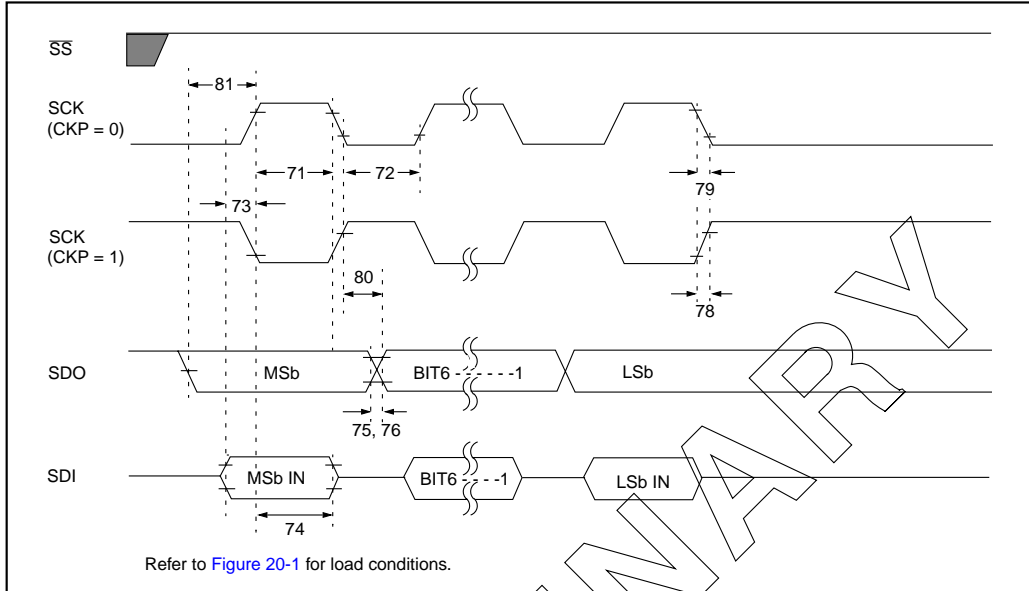 SS
81
SCK
(CKP = 0)
71
72
79
73
SCK
(CKP = 1)
80
78
SDO
MSb
BIT6 - - - - - -1
LSb
75, 76
SDI
MSb IN
BIT6 - - - -1
LSb IN
74
Refer to Figure 20-1 for load conditions.
NARY